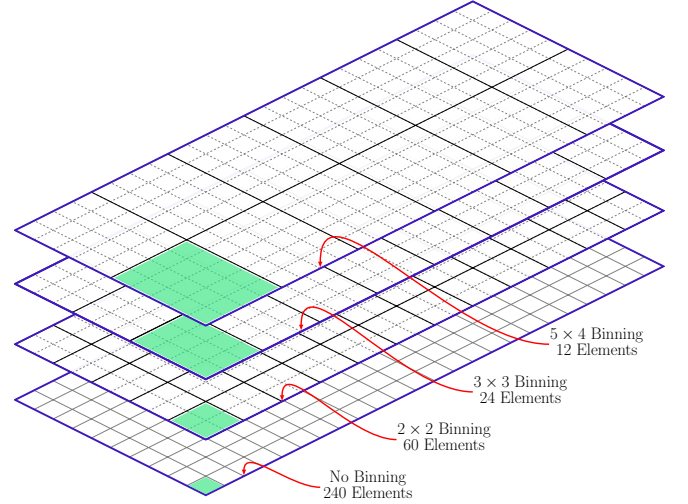 5 × 4 Binning
12 Elements
3 × 3 Binning
24 Elements
2 × 2 Binning
60 Elements
No Binning
240 Elements